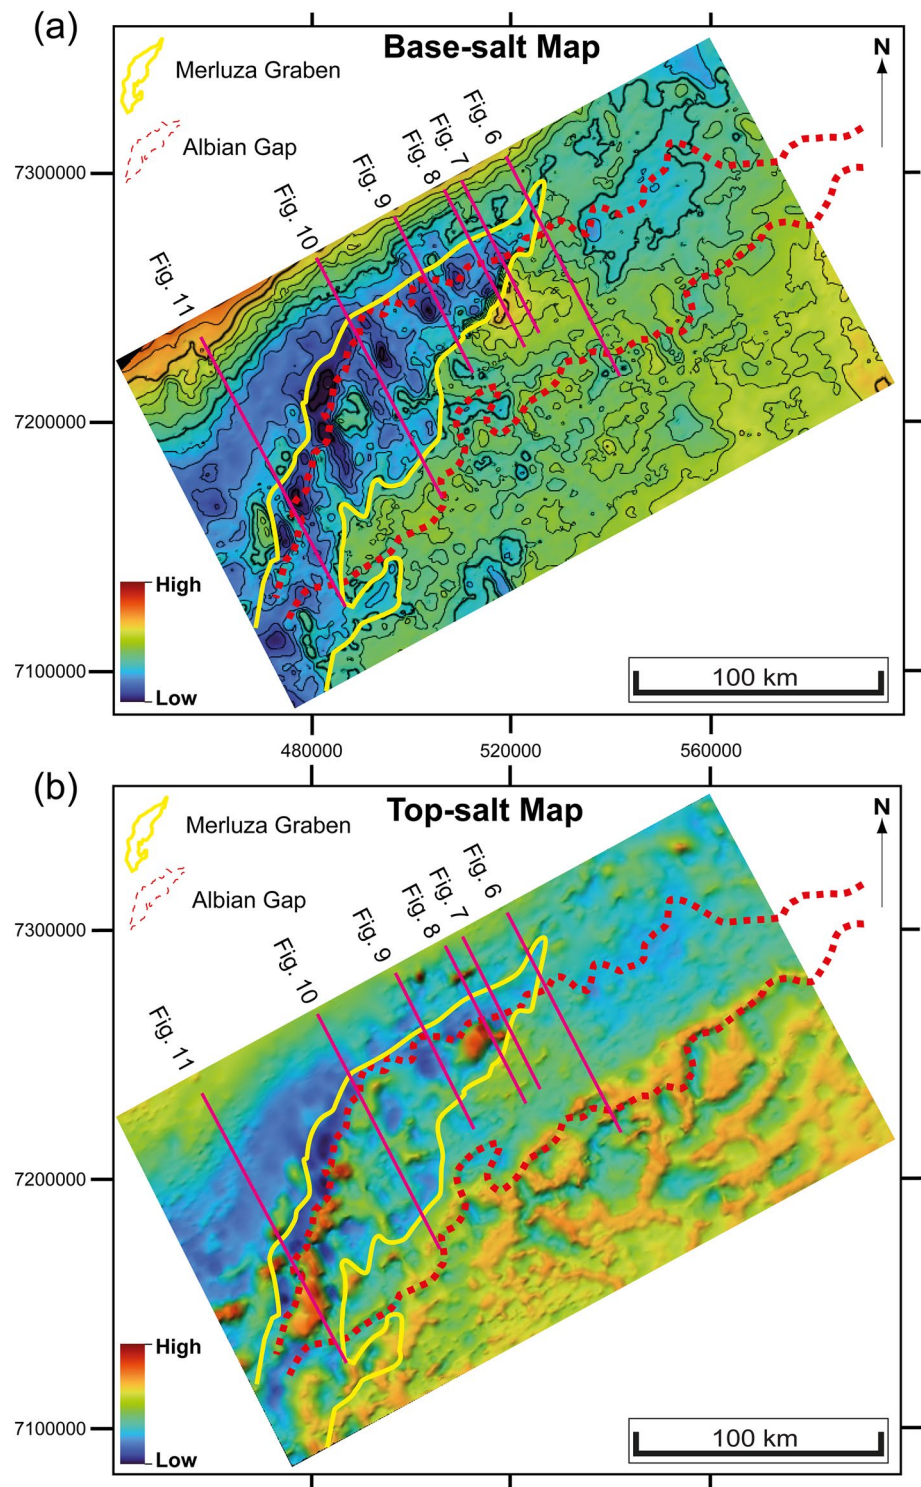 (a)
Base-salt Map
N
Merluza Graben
Albian Gap
Fig. 6
Fig. 7
Fig. 8
Fig. 9
Fig. 10
Fig. 11
7300000
7200000
7100000
High
Low
100 km
480000
520000
560000
(b)
Top-salt Map
N
Merluza Graben
Albian Gap
Fig. 6
Fig. 7
Fig. 8
Fig. 9
Fig. 10
Fig. 11
7300000
7200000
7100000
High
Low
100 km